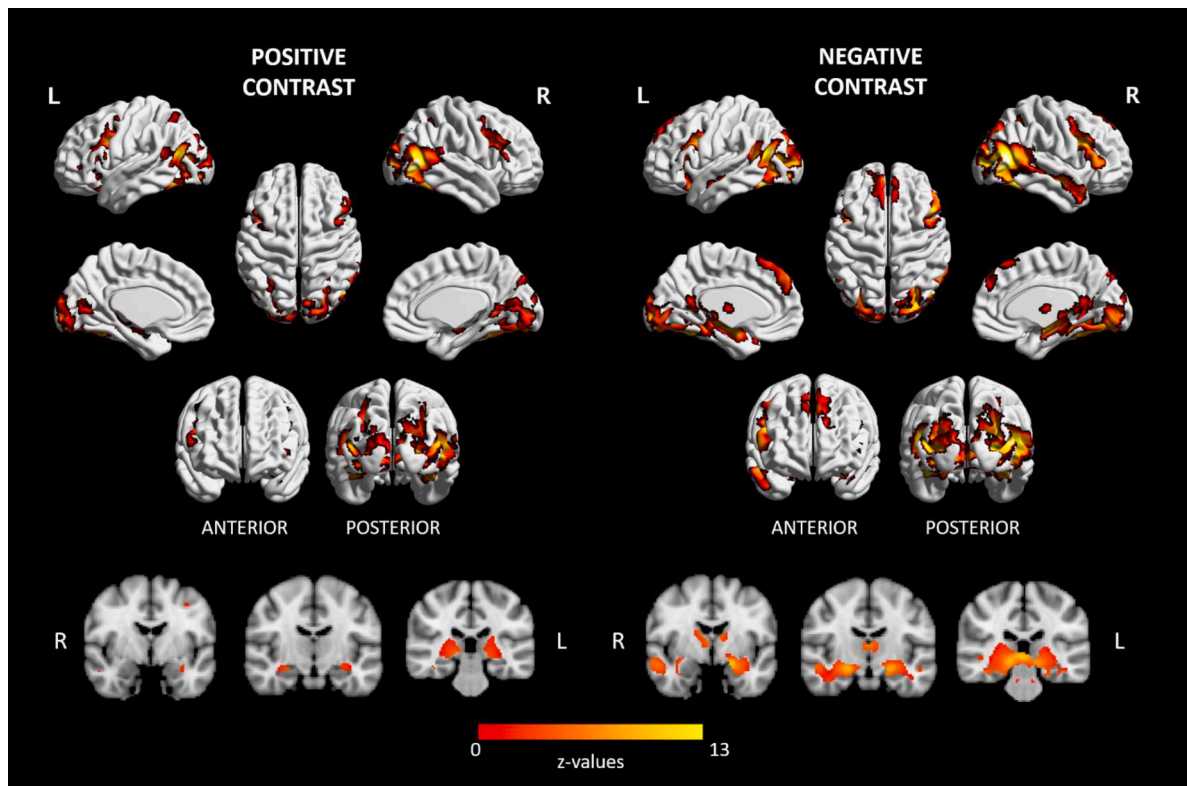 POSITIVE
CONTRAST
L
R
NEGATIVE
CONTRAST
L
R
ANTERIOR
POSTERIOR
ANTERIOR
POSTERIOR
R
L
R
L
0
13
z-values